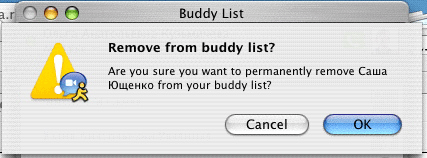 Buddy List
Remove from buddy list?
Are you sure you want to permanently remove Саша
Ющенко from your buddy list?
Cancel
OK